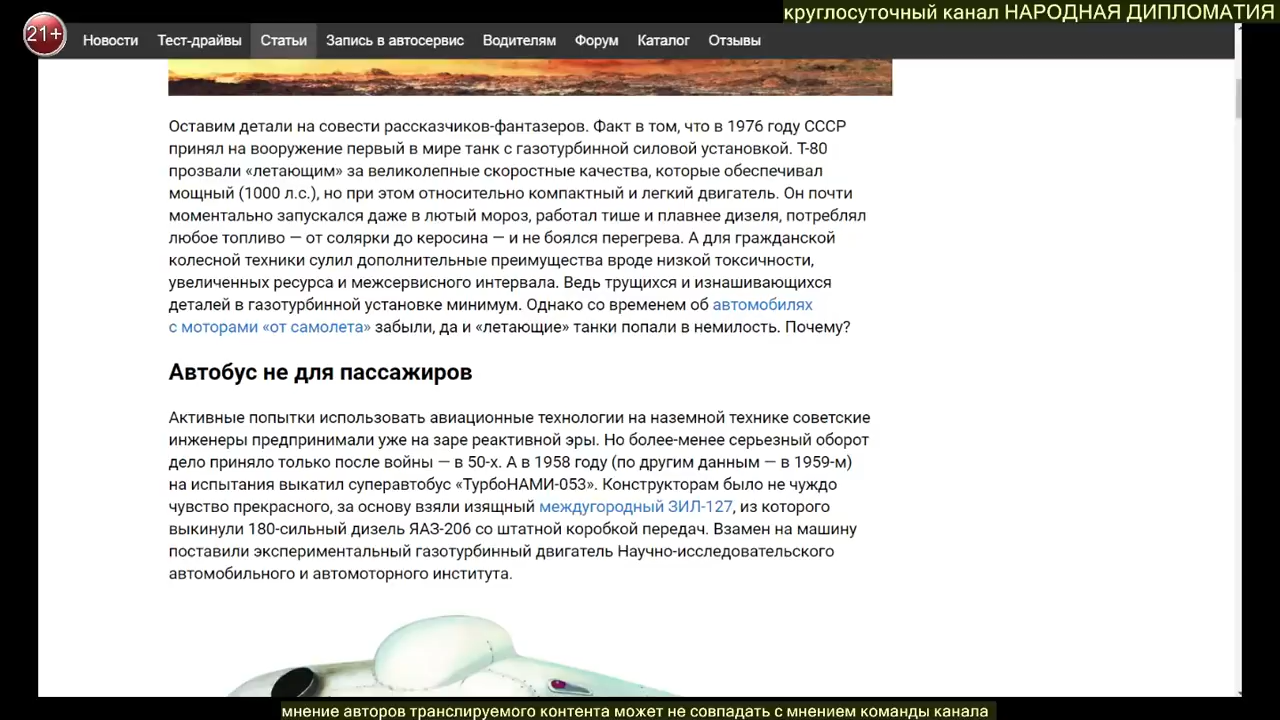 круглосуточный канал НАРОДНАЯ ДИПЛОМАТИЯ
21+
Новости Тест-драйвы Статьи Запись в автосервис Водителям Форум Каталог Отзывы
Оставим детали на совести рассказчиков-фантазеров. Факт в том, что в 1976 году СССР
принял на вооружение первый в мире танк с газотурбинной силовой установкой. Т-80
прозвали «летающим» за великолепные скоростные качества, которые обеспечивал
мощный (1000 л.с.), но при этом относительно компактный и легкий двигатель. Он почти
моментально запускался даже в лютый мороз, работал тише и плавнее дизеля, потреблял
любое топливо — от солярки до керосина — и не боялся перегрева. А для гражданской
колесной техники сулил дополнительные преимущества вроде низкой токсичности,
увеличенных ресурса и межсервисного интервала. Ведь трущихся и изнашивающихся
деталей в газотурбинной установке минимум. Однако со временем об автомобилях
с моторами «от самолета» забыли, да и «летающие» танки попали в немилость. Почему?
Автобус не для пассажиров
Активные попытки использовать авиационные технологии на наземной технике советские
инженеры предпринимали уже на заре реактивной эры. Но более-менее серьезный оборот
дело приняло только после войны — в 50-х. А в 1958 году (по другим данным — в 1959-м)
на испытания выкатил суперавтобус «ТурбоНАМИ-053». Конструкторам было не чуждо
чувство прекрасного, за основу взяли изящный междугородный ЗИЛ-127, из которого
выкинули 180-сильный дизель ЯАЗ-206 со штатной коробкой передач. Взамен на машину
поставили экспериментальный газотурбинный двигатель Научно-исследовательского
автомобильного и автомоторного института.
мнение авторов транслируемого контента может не совпадать с мнением команды канала